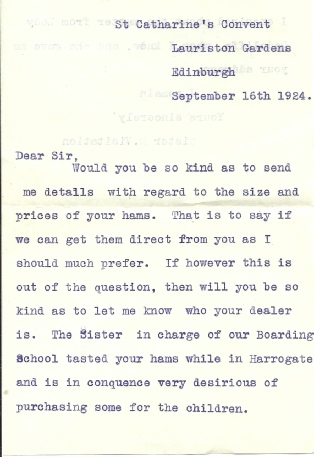 St Catharine's Convent
Lauriston Gardens
Edinburgh
September 16th 1924.
Dear Sir,
Would you be so kind as to send
me details with regard to the size and
prices of your hams. That is to say if
we can get them direct from you as I
should much prefer. If however this is
out of the question, then will you be so
kind as to let me know who your dealer
is. The Sister in charge of our Boarding
School tasted your hams while in Harrogate
and is in conquence very desirious of
purchasing some for the children.